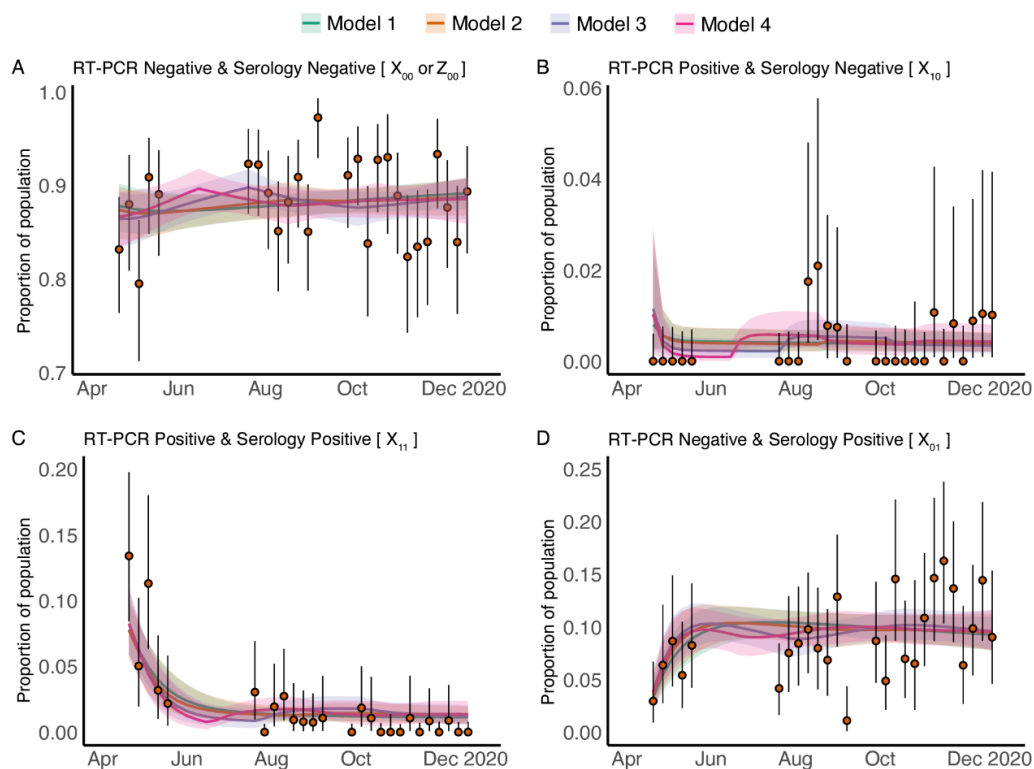 Model 1 Model 2 Model 3 Model 4
A RT-PCR Negative & Serology Negative [ X00 or Z00 ]
Proportion of population
1.0
0.9
0.8
0.7
Apr Jun Aug Oct Dec 2020
B RT-PCR Positive & Serology Negative [ X10 ]
Proportion of population
0.06
0.04
0.02
0.00
Apr Jun Aug Oct Dec 2020
C RT-PCR Positive & Serology Positive [ X11 ]
Proportion of population
0.20
0.15
0.10
0.05
0.00
Apr Jun Aug Oct Dec 2020
D RT-PCR Negative & Serology Positive [ X01 ]
Proportion of population
0.25
0.20
0.15
0.10
0.05
0.00
Apr Jun Aug Oct Dec 2020